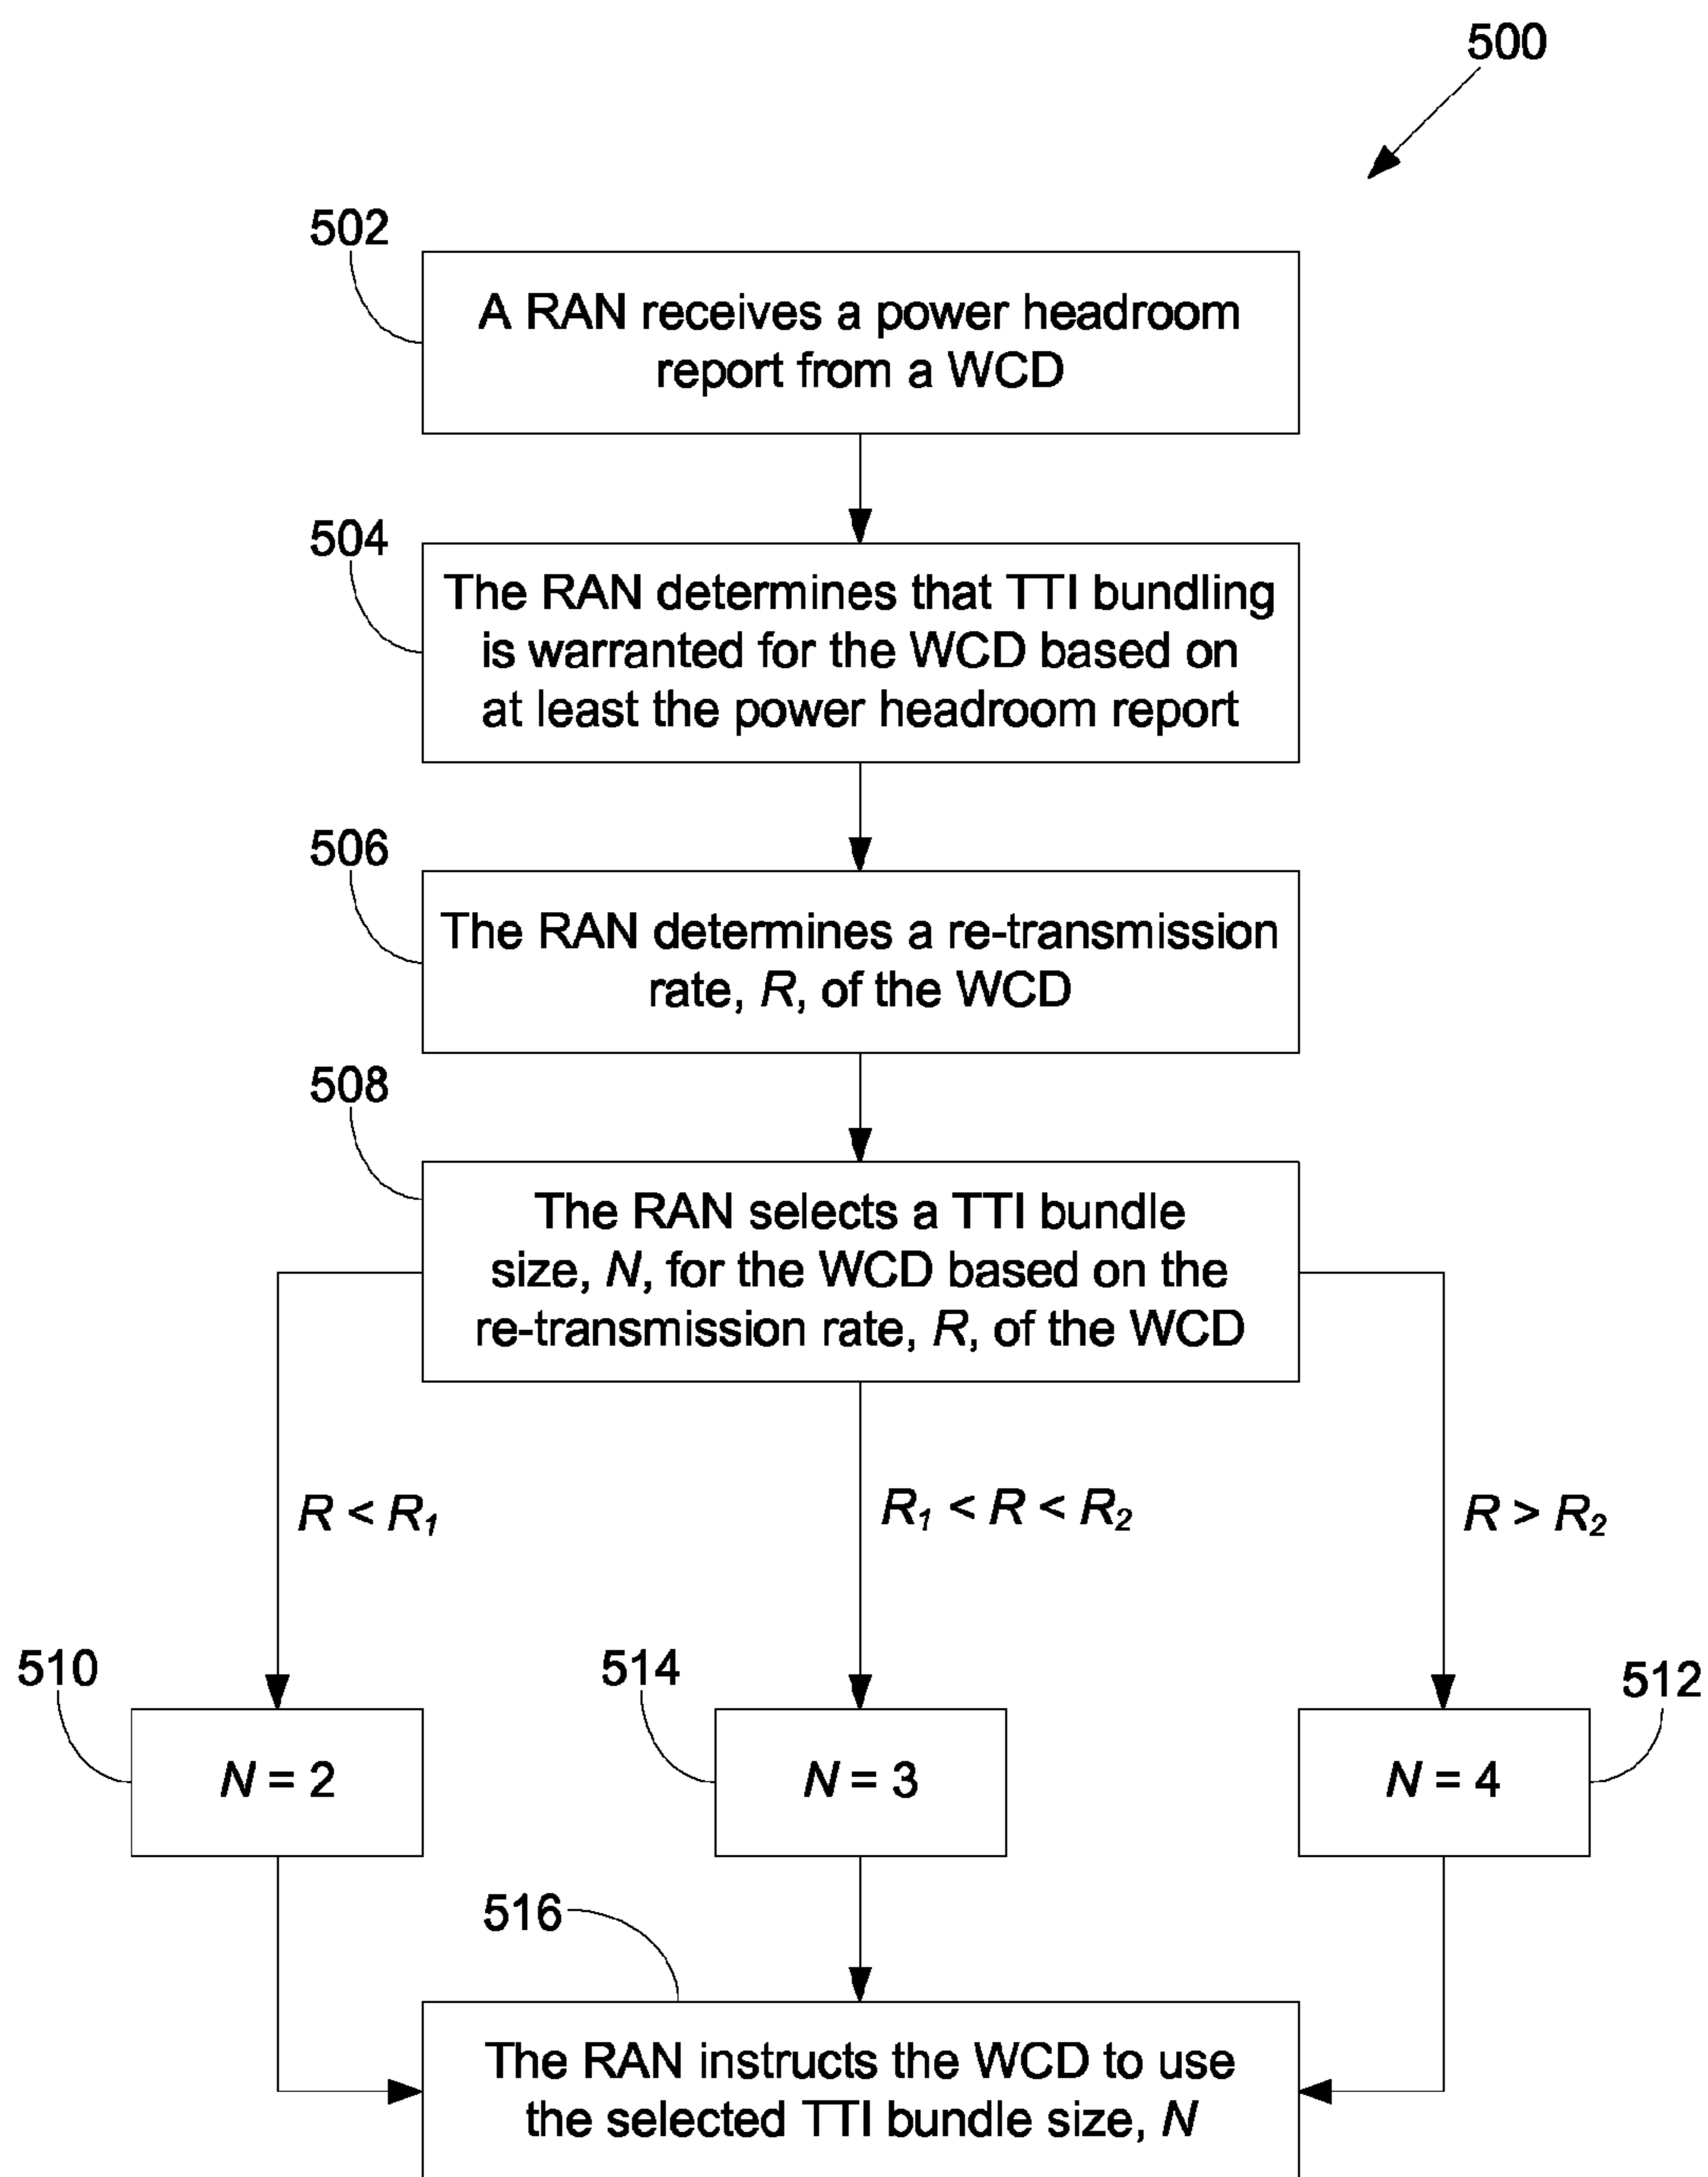 500
502
A RAN receives a power headroom
report from a WCD
504
The RAN determines that TTI bundling
is warranted for the WCD based on
at least the power headroom report
506
The RAN determines a re-transmission
rate, R, of the WCD
508
The RAN selects a TTI bundle
size, N, for the WCD based on the
re-transmission rate, R, of the WCD
R < R₁
R₁ < R < R₂
R > R₂
510
514
512
N = 2
N = 3
N = 4
516
The RAN instructs the WCD to use
the selected TTI bundle size, N